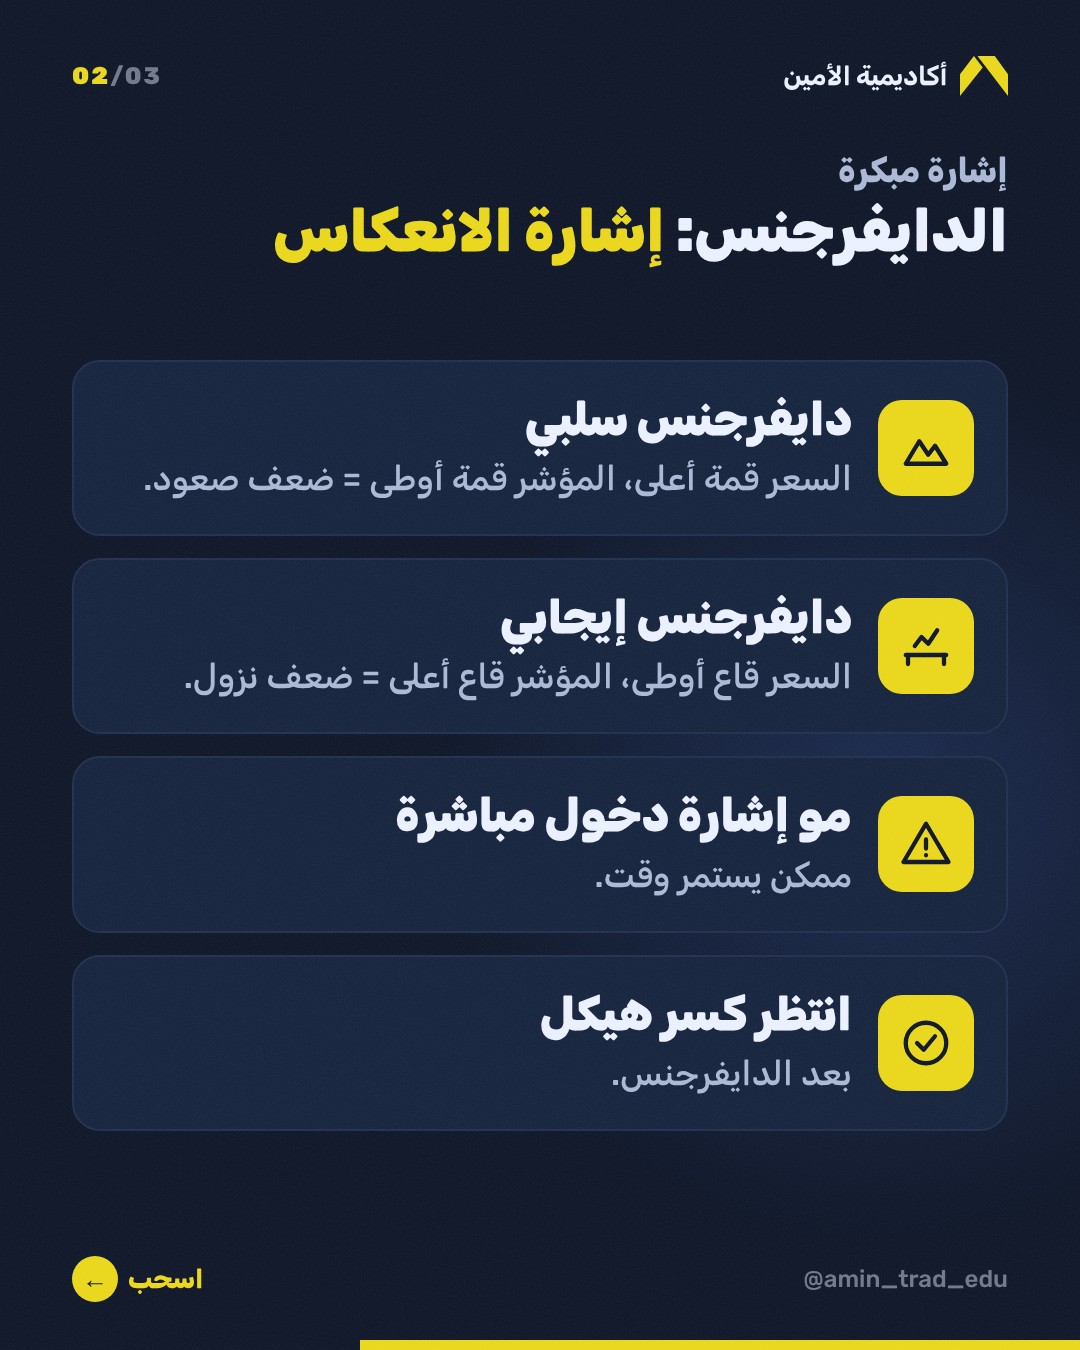 أكاديمية الأمين
02/03
إشارة مبكرة
الدايفرجنس: إشارة الانعكاس
دايفرجنس سلبي
السعر قمة أعلى، المؤشر قمة أوطى = ضعف صعود.
دايفرجنس إيجابي
السعر قاع أوطى، المؤشر قاع أعلى = ضعف نزول.
مو إشارة دخول مباشرة
ممكن يستمر وقت.
انتظر كسر هيكل
بعد الدايفرجنس.
@amin_trad_edu
اسحب ←